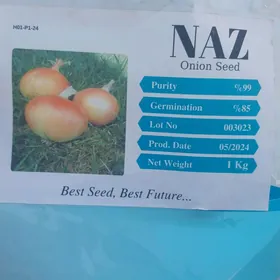 H01-P1-24
NAZ
Onion Seed
Purity %99
Germination %85
Lot No 003023
Prod. Date 05/2024
Net Weight 1 Kg
Best Seed, Best Future...